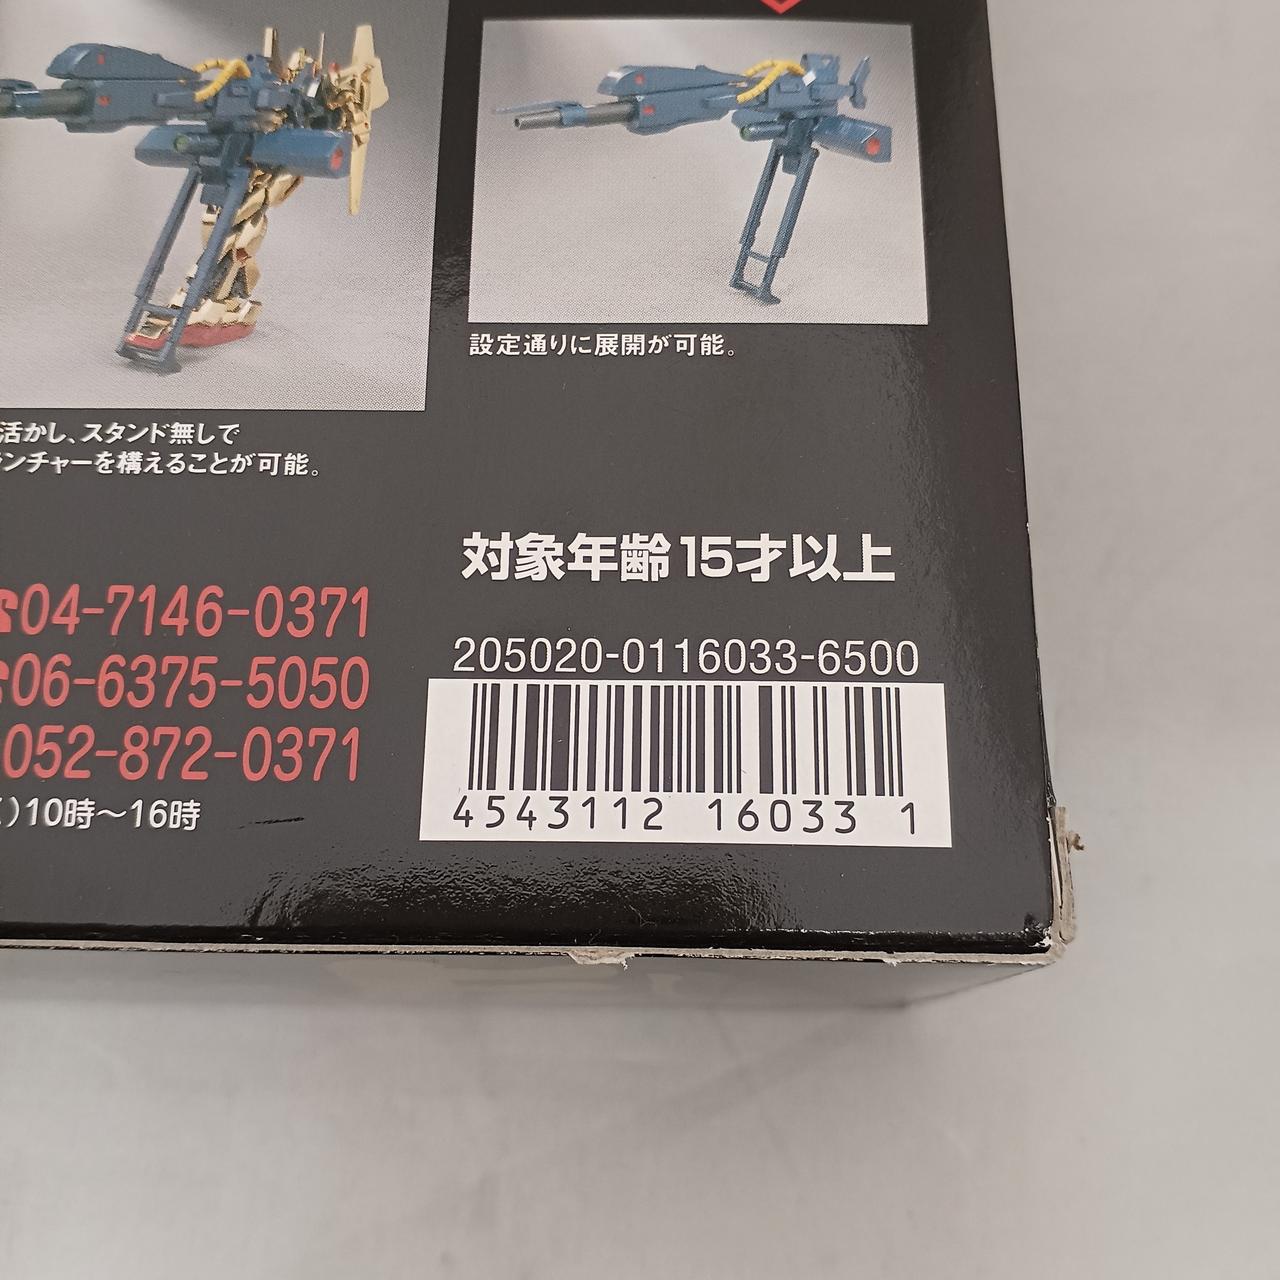 設定通りに展開が可能。
活かし、スタンド無しで
ンチャーを構えることが可能。
対象年齢15才以上
☎04-7146-0371
☎06-6375-5050
052-872-0371
)10時～16時
205020-0116033-6500
4543112 16033 1